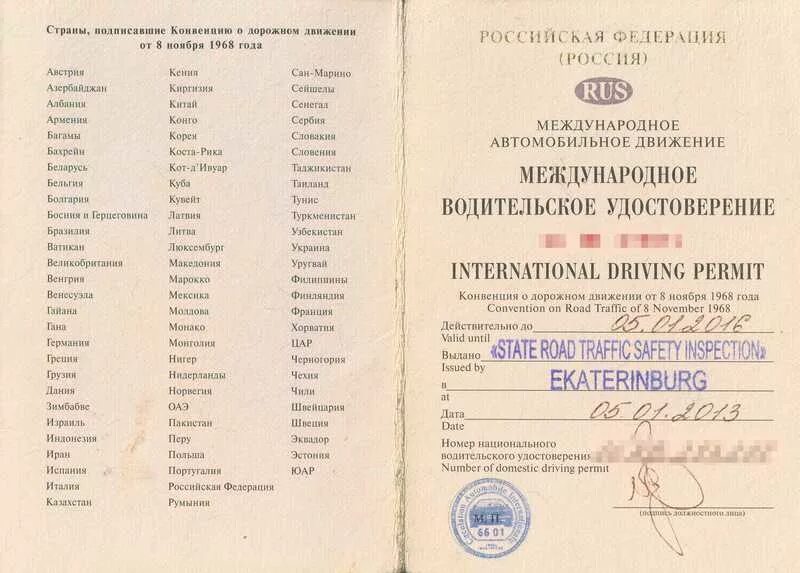 Страны, подписавшие Конвенцию о дорожном движении
от 8 ноября 1968 года
Австрия
Азербайджан
Албания
Армения
Багамы
Бахрейн
Беларусь
Бельгия
Болгария
Босния и Герцеговина
Бразилия
Ватикан
Великобритания
Венгрия
Венесуэла
Гайана
Гана
Германия
Греция
Грузия
Дания
Зимбабве
Израиль
Индонезия
Иран
Испания
Италия
Казахстан
Кения
Киргизия
Китай
Конго
Корея
Коста-Рика
Кот-д'Ивуар
Куба
Кувейт
Латвия
Литва
Люксембург
Македония
Марокко
Мексика
Молдова
Монако
Монголия
Нигер
Нидерланды
Норвегия
ОАЭ
Пакистан
Перу
Польша
Португалия
Российская Федерация
Румыния
Сан-Марино
Сейшелы
Сенегал
Сербия
Словакия
Словения
Таджикистан
Таиланд
Тунис
Туркменистан
Узбекистан
Украина
Уругвай
Филиппины
Финляндия
Франция
Хорватия
ЦАР
Черногория
Чехия
Чили
Швейцария
Швеция
Эквадор
Эстония
ЮАР
РОССИЙСКАЯ ФЕДЕРАЦИЯ
(РОССИЯ)
RUS
МЕЖДУНАРОДНОЕ
АВТОМОБИЛЬНОЕ ДВИЖЕНИЕ
МЕЖДУНАРОДНОЕ
ВОДИТЕЛЬСКОЕ УДОСТОВЕРЕНИЕ
INTERNATIONAL DRIVING PERMIT
Конвенция о дорожном движении от 8 ноября 1968 года
Convention on Road Traffic of 8 November 1968
Действительно до 05.01.2016
Valid until
Выдано «STATE ROAD TRAFFIC SAFETY INSPECTION»
Issued by
в EKATERINBURG
at
Дата 05.01.2013
Date
Номер национального
водительского удостоверения
Number of domestic driving permit
(подпись должностного лица)
Circulation Automobile Internationale
М.П.
66 01